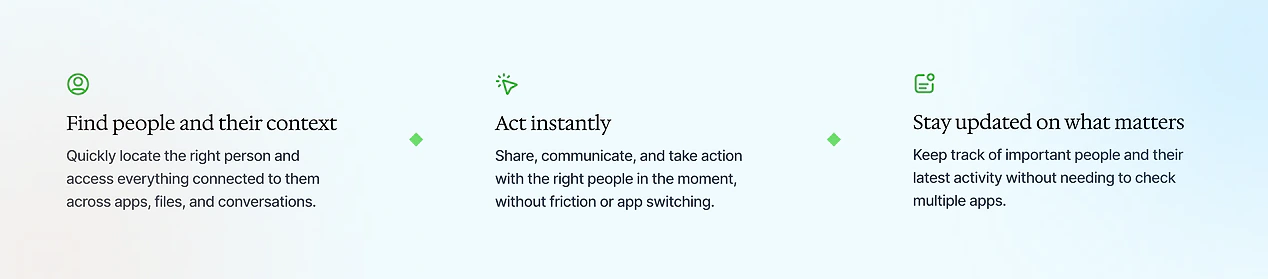 Find people and their context
Quickly locate the right person and
access everything connected to them
across apps, files, and conversations.
Act instantly
Share, communicate, and take action
with the right people in the moment,
without friction or app switching.
Stay updated on what matters
Keep track of important people and their
latest activity without needing to check
multiple apps.